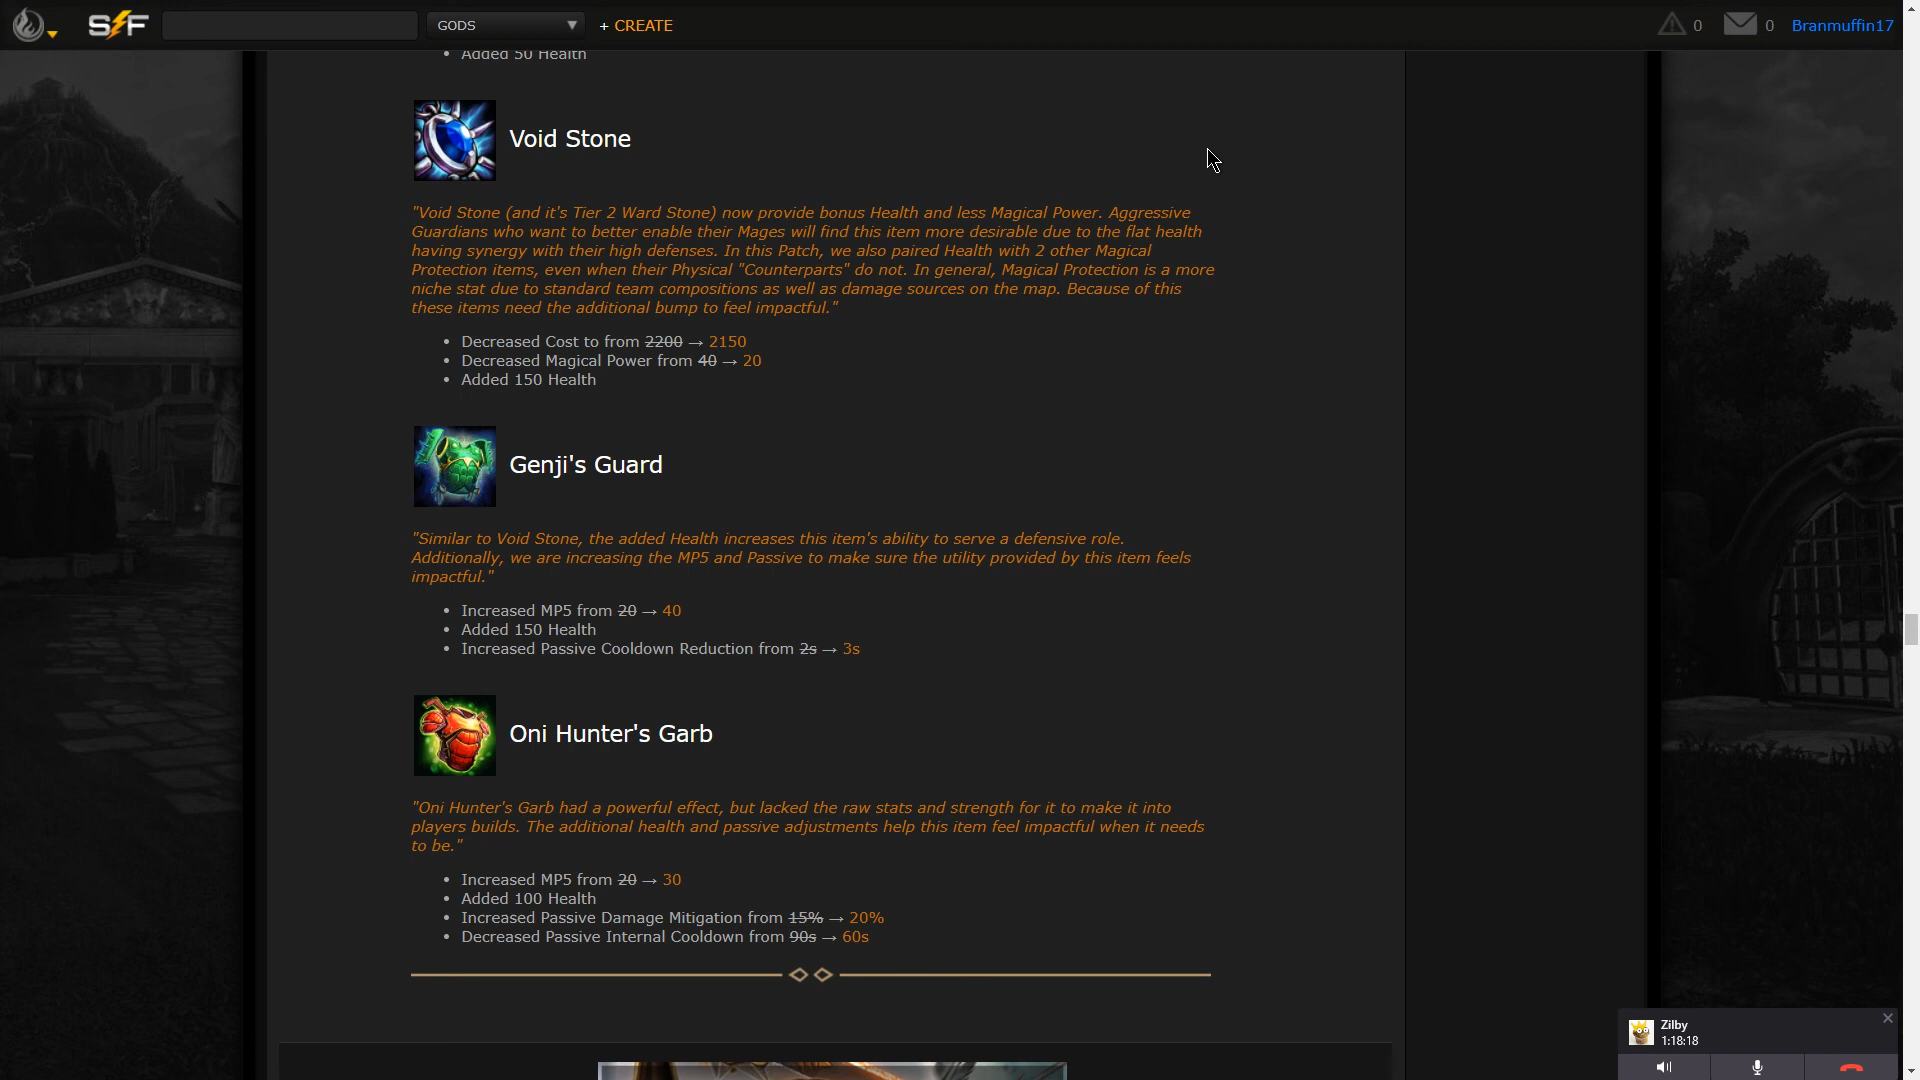 SF GODS + CREATE 0 0 Branmuffin17
• Added 50 Health
Void Stone
"Void Stone (and it's Tier 2 Ward Stone) now provide bonus Health and less Magical Power. Aggressive
Guardians who want to better enable their Mages will find this item more desirable due to the flat health
having synergy with their high defenses. In this Patch, we also paired Health with 2 other Magical
Protection items, even when their Physical "Counterparts" do not. In general, Magical Protection is a more
niche stat due to standard team compositions as well as damage sources on the map. Because of this
these items need the additional bump to feel impactful."
• Decreased Cost to from 2200 → 2150
• Decreased Magical Power from 40 → 20
• Added 150 Health
Genji's Guard
"Similar to Void Stone, the added Health increases this item's ability to serve a defensive role.
Additionally, we are increasing the MP5 and Passive to make sure the utility provided by this item feels
impactful."
• Increased MP5 from 20 → 40
• Added 150 Health
• Increased Passive Cooldown Reduction from 2s → 3s
Oni Hunter's Garb
"Oni Hunter's Garb had a powerful effect, but lacked the raw stats and strength for it to make it into
players builds. The additional health and passive adjustments help this item feel impactful when it needs
to be."
• Increased MP5 from 20 → 30
• Added 100 Health
• Increased Passive Damage Mitigation from 15% → 20%
• Decreased Passive Internal Cooldown from 90s → 60s
Zilby
1:18:18